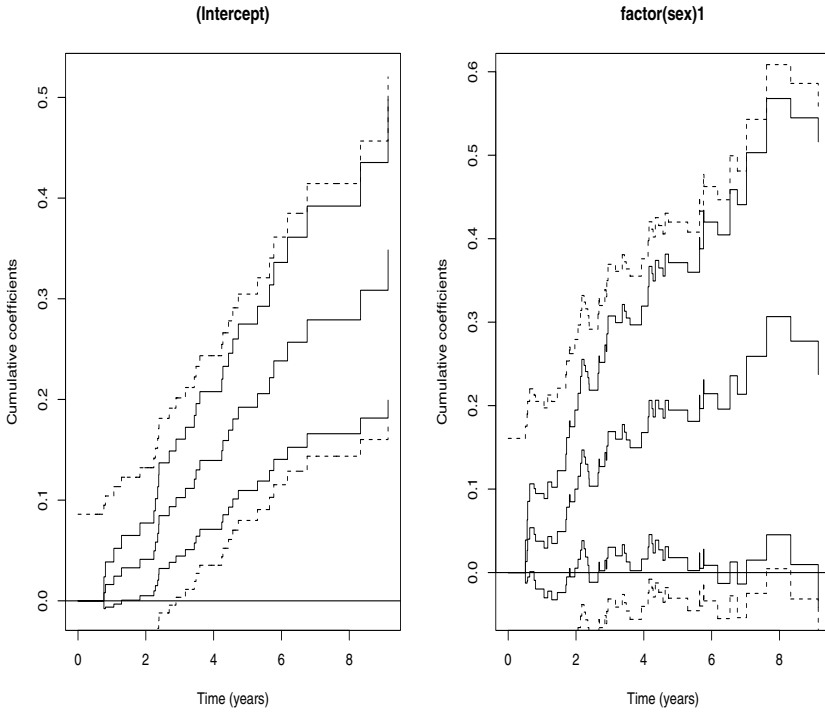 (Intercept)
Cumulative coefficients
0.5
0.4
0.3
0.2
0.1
0.0
0 2 4 6 8
Time (years)
factor(sex)1
Cumulative coefficients
0.6
0.5
0.4
0.3
0.2
0.1
0.0
0 2 4 6 8
Time (years)